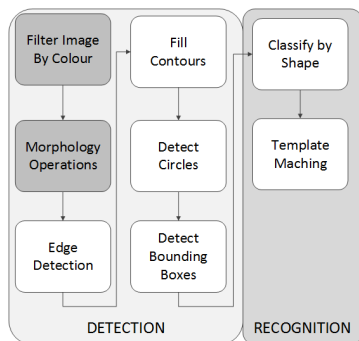 Filter Image
By Colour
Morphology
Operations
Edge
Detection
Fill
Contours
Detect
Circles
Detect
Bounding
Boxes
DETECTION
Classify by
Shape
Template
Maching
RECOGNITION